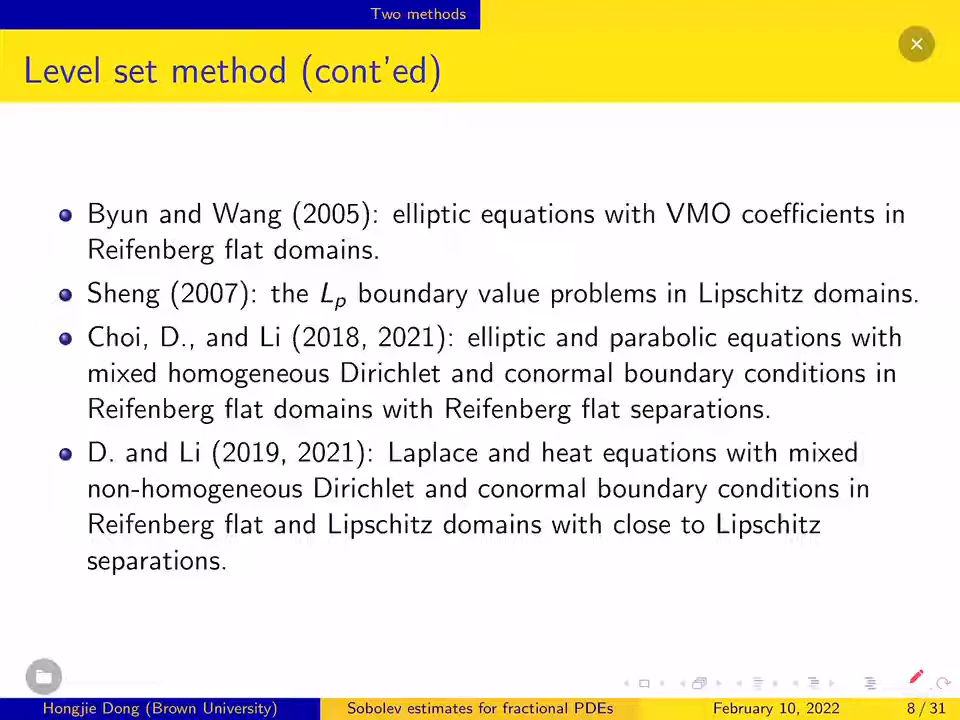 Two methods
Level set method (cont'ed)
Byun and Wang (2005): elliptic equations with VMO coefficients in
Reifenberg flat domains.
Sheng (2007): the Lp boundary value problems in Lipschitz domains.
Choi, D., and Li (2018, 2021): elliptic and parabolic equations with
mixed homogeneous Dirichlet and conormal boundary conditions in
Reifenberg flat domains with Reifenberg flat separations.
D. and Li (2019, 2021): Laplace and heat equations with mixed
non-homogeneous Dirichlet and conormal boundary conditions in
Reifenberg flat and Lipschitz domains with close to Lipschitz
separations.
Hongjie Dong (Brown University) Sobolev estimates for fractional PDEs February 10, 2022 8 / 31